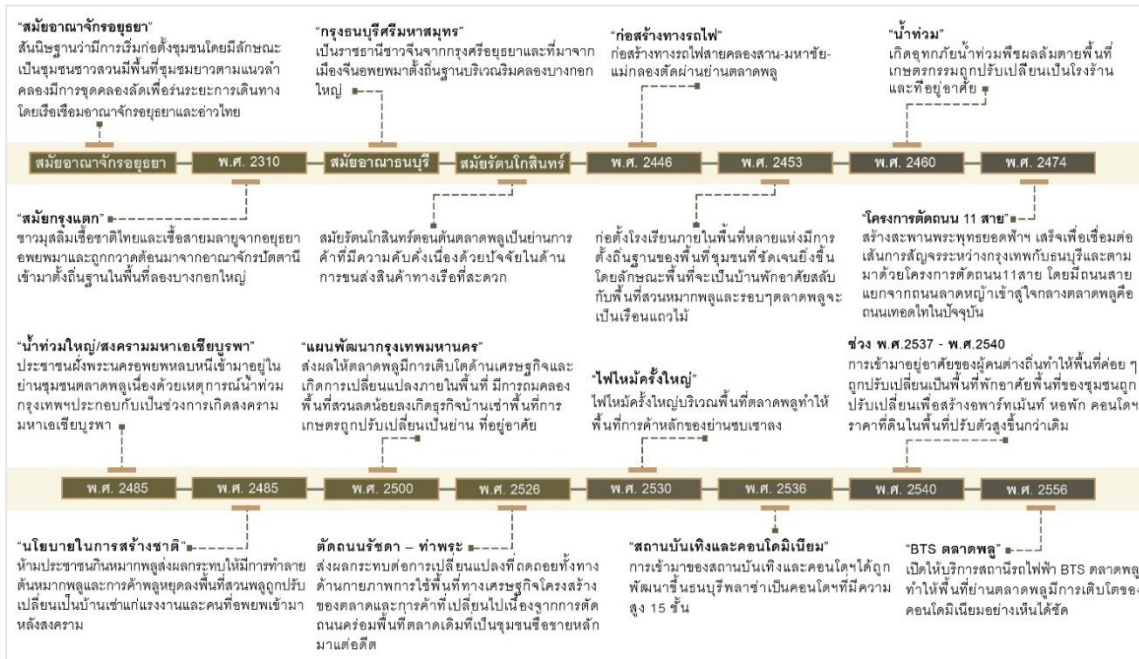 “สมัยอาณาจักรอยุธยา”
สันนิษฐานว่ามีการเริ่มก่อตั้งชุมชนโดยมีลักษณะ
เป็นชุมชนชาวสวนมีพื้นที่ชุมชมยาวตามแนวลำ
คลองมีการขุดคลองลัดเพื่อร่นระยะการเดินทาง
โดยเรือเชื่อมอาณาจักรอยุธยาและอ่าวไทย
“กรุงธนบุรีศรีมหาสมุทร”
เป็นราชธานีชาวจีนจากกรุงศรีอยุธยาและที่มาจาก
เมืองจีนอพยพมาตั้งถิ่นฐานบริเวณริมคลองบางกอก
ใหญ่
“ก่อสร้างทางรถไฟ”
ก่อสร้างทางรถไฟสายคลองสาน-มหาชัย-
แม่กลองตัดผ่านย่านตลาดพลู
“น้ำท่วม”
เกิดอุทกภัยน้ำท่วมพืชผลล้มตายพื้นที่
เกษตรกรรมถูกปรับเปลี่ยนเป็นโรงร้าน
และที่อยู่อาศัย
สมัยอาณาจักรอยุธยา
พ.ศ. 2310
สมัยอาณาธนบุรี
สมัยรัตนโกสินทร์
พ.ศ. 2446
พ.ศ. 2453
พ.ศ. 2460
พ.ศ. 2474
“สมัยกรุงแตก”
ชาวมุสลิมเชื้อชาติไทยและเชื้อสายมลายูจากอยุธยา
อพยพมาและถูกกวาดต้อนมาจากอาณาจักรปัตตานี
เข้ามาตั้งถิ่นฐานในพื้นที่ลองบางกอกใหญ่
สมัยรัตนโกสินทร์ตอนต้นตลาดพลูเป็นย่านการ
ค้าที่มีความคับคั่งเนื่องด้วยปัจจัยในด้าน
การขนส่งสินค้าทางเรือที่สะดวก
ก่อตั้งโรงเรียนภายในพื้นที่หลายแห่งมีการ
ตั้งถิ่นฐานของพื้นที่ชุมชนที่ชัดเจนยิ่งขึ้น
โดยลักษณะพื้นที่จะเป็นบ้านพักอาศัยสลับ
กับพื้นที่สวนหมากพลูและรอบๆตลาดพลูจะ
เป็นเรือนแถวไม้
“โครงการตัดถนน 11 สาย”
สร้างสะพานพระพุทธยอดฟ้าฯ เสร็จเพื่อเชื่อมต่อ
เส้นการสัญจรระหว่างกรุงเทพกับธนบุรีและตาม
มาด้วยโครงการตัดถนน11สาย โดยมีถนนสาย
แยกจากถนนลาดหญ้าเข้าสู่ใจกลางตลาดพลูคือ
ถนนเทอดไทในปัจจุบัน
“น้ำท่วมใหญ่/สงครามมหาเอเชียบูรพา”
ประชาชนฝั่งพระนครอพยพหลบหนีเข้ามาอยู่ใน
ย่านชุมชนตลาดพลูเนื่องด้วยเหตุการณ์น้ำท่วม
กรุงเทพฯประกอบกับเป็นช่วงการเกิดสงคราม
มหาเอเชียบูรพา
“แผนพัฒนากรุงเทพมหานคร”
ส่งผลให้ตลาดพลูมีการเติบโตด้านเศรษฐกิจและ
เกิดการเปลี่ยนแปลงภายในพื้นที่ มีการถมคลอง
พื้นที่สวนลดน้อยลงเกิดธุรกิจบ้านเช่าพื้นที่การ
เกษตรถูกปรับเปลี่ยนเป็นย่าน ที่อยู่อาศัย
“ไฟไหม้ครั้งใหญ่”
ไฟไหม้ครั้งใหญ่บริเวณพื้นที่ตลาดพลูทำให้
พื้นที่การค้าหลักของย่านซบเซาลง
ช่วง พ.ศ.2537 - พ.ศ.2540
การเข้ามาอยู่อาศัยของผู้คนต่างถิ่นทำให้พื้นที่ค่อย ๆ
ถูกปรับเปลี่ยนเป็นพื้นที่พักอาศัยพื้นที่ของชุมชนถูก
ปรับเปลี่ยนเพื่อสร้างอพาร์ทเม้นท์ หอพัก คอนโดฯ
ราคาที่ดินในพื้นที่ปรับตัวสูงขึ้นกว่าเดิม
พ.ศ. 2485
พ.ศ. 2485
พ.ศ. 2500
พ.ศ. 2526
พ.ศ. 2530
พ.ศ. 2536
พ.ศ. 2540
พ.ศ. 2556
“นโยบายในการสร้างชาติ”
ห้ามประชาชนกินหมากพลูส่งผลกระทบให้มีการทำลาย
ต้นหมากพลูและการค้าพลูหยุดลงพื้นที่สวนพลูถูกปรับ
เปลี่ยนเป็นบ้านเช่าแก่แรงงานและคนที่อพยพเข้ามา
หลังสงคราม
ตัดถนนรัชดา – ท่าพระ
ส่งผลกระทบต่อการเปลี่ยนแปลงที่ถดถอยทั้งทาง
ด้านกายภาพการใช้พื้นที่ทางเศรษฐกิจโครงสร้าง
ของตลาดและการค้าที่เปลี่ยนไปเนื่องจากการตัด
ถนนคร่อมพื้นที่ตลาดเดิมที่เป็นชุมชนซื้อขายหลัก
มาแต่อดีต
“สถานบันเทิงและคอนโดมิเนียม”
การเข้ามาของสถานบันเทิงและคอนโดฯได้ถูก
พัฒนาขึ้นธนบุรีพลาซ่าเป็นคอนโดฯที่มีความ
สูง 15 ชั้น
“BTS ตลาดพลู”
เปิดให้บริการสถานีรถไฟฟ้า BTS ตลาดพลู
ทำให้พื้นที่ย่านตลาดพลูมีการเติบโตของ
คอนโดมิเนียมอย่างเห็นได้ชัด